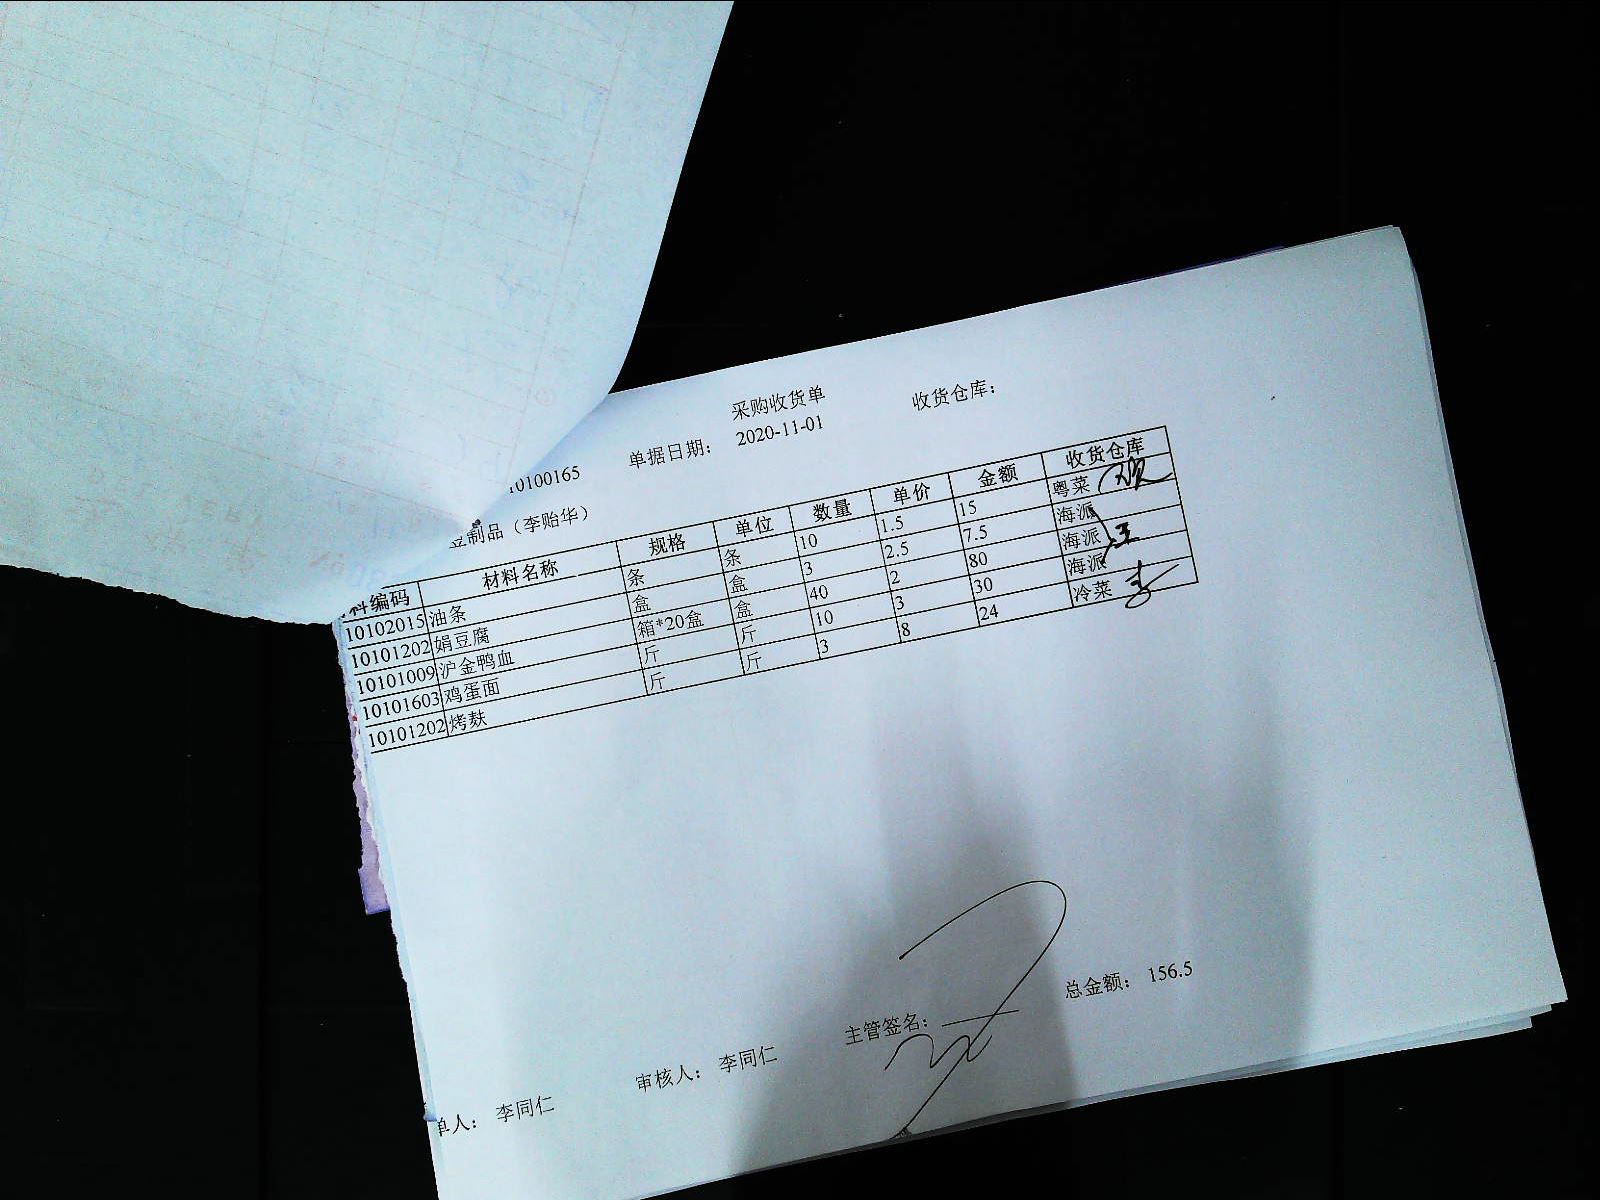 采购收货单
单据日期： 2020-11-01 收货仓库：
10100165
豆制品（李贻华）
料编码 材料名称 规格 单位 数量 单价 金额 收货仓库
10102015 油条 条 条 10 1.5 15 粤菜
10101202 娟豆腐 盒 盒 3 2.5 7.5 海派
10101009 沪金鸭血 箱*20盒 盒 40 2 80 海派 王
10101603 鸡蛋面 斤 斤 10 3 30 海派
10101202 烤麸 斤 斤 3 8 24 冷菜 李
单人： 李同仁 审核人： 李同仁 主管签名： 总金额： 156.5